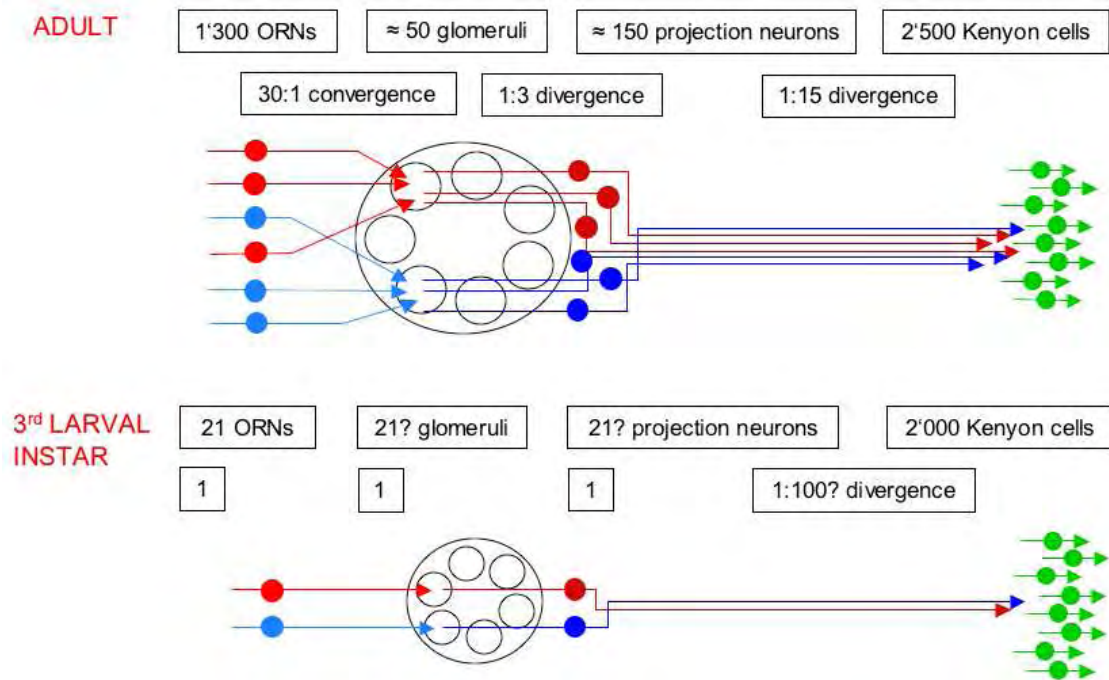 ADULT
1'300 ORNs
≈ 50 glomeruli
≈ 150 projection neurons
2'500 Kenyon cells
30:1 convergence
1:3 divergence
1:15 divergence
3rd LARVAL
INSTAR
21 ORNs
21? glomeruli
21? projection neurons
2'000 Kenyon cells
1
1
1
1:100? divergence